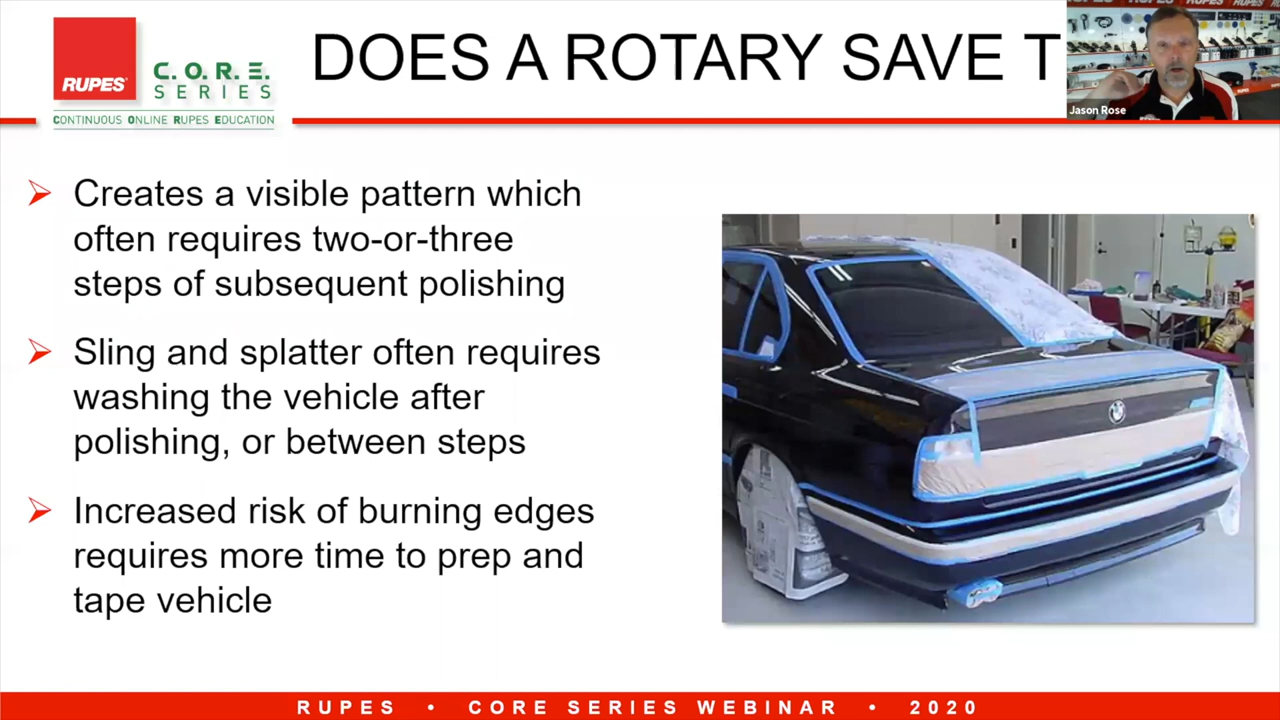 DOES A ROTARY SAVE T
RUPES
C.O.R.E.
SERIES
CONTINUOUS ONLINE RUPES EDUCATION
RUPES
RUPES
Jason Rose
Creates a visible pattern which
often requires two-or-three
steps of subsequent polishing
Sling and splatter often requires
washing the vehicle after
polishing, or between steps
Increased risk of burning edges
requires more time to prep and
tape vehicle
RUPES • CORE SERIES WEBINAR • 2020